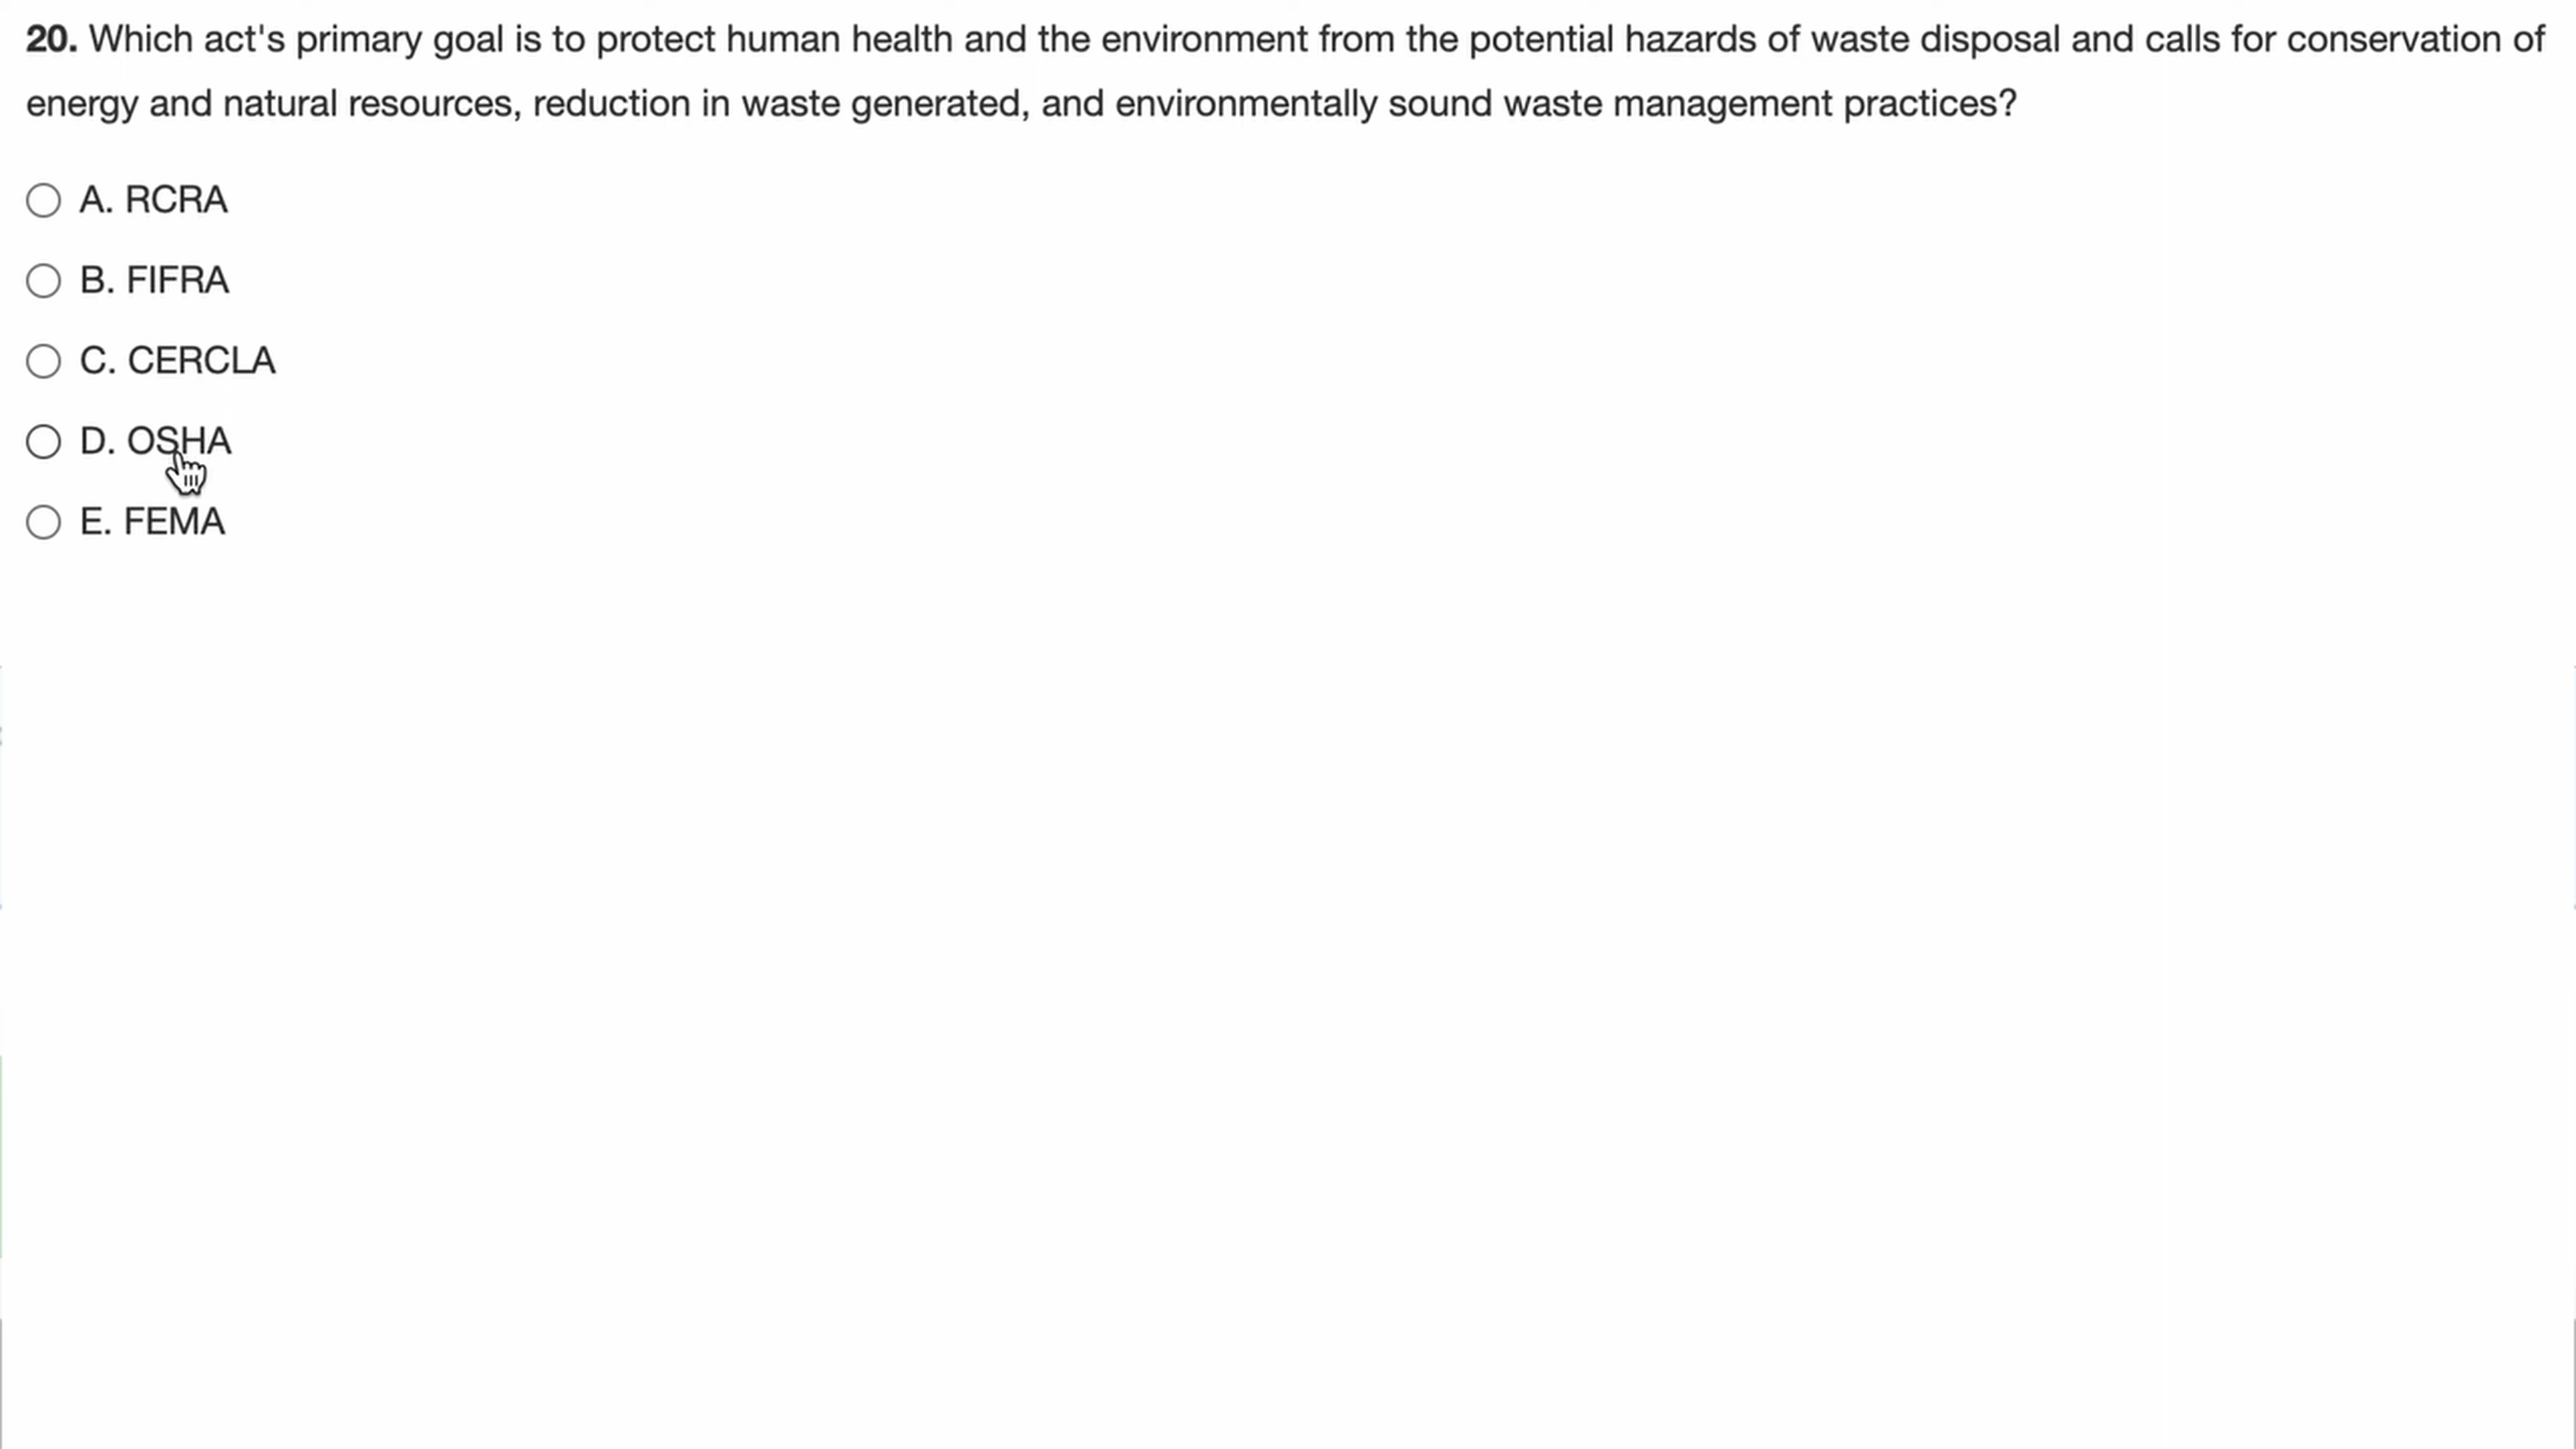 20. Which act's primary goal is to protect human health and the environment from the potential hazards of waste disposal and calls for conservation of
energy and natural resources, reduction in waste generated, and environmentally sound waste management practices?
A. RCRA
B. FIFRA
C. CERCLA
D. OSHA
E. FEMA